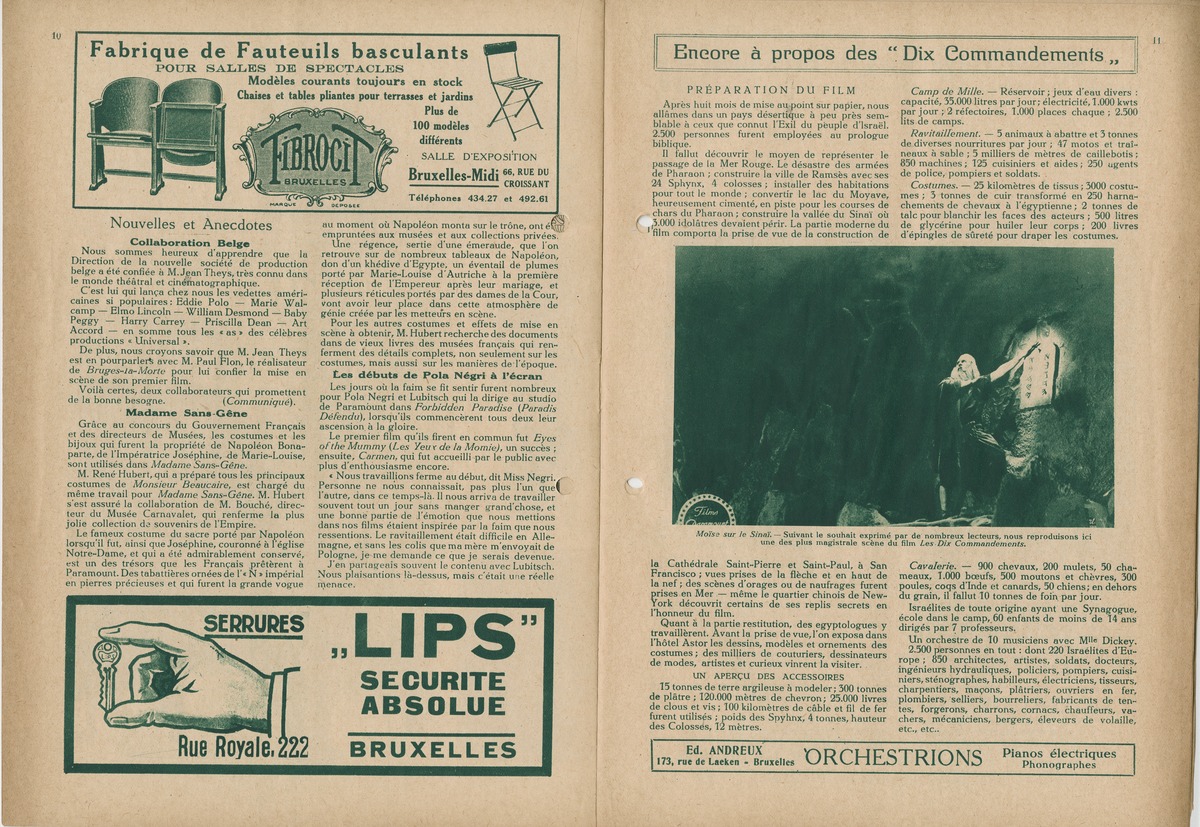 10
Fabrique de Fauteuils basculants
POUR SALLES DE SPECTACLES
Modèles courants toujours en stock
Chaises et tables pliantes pour terrasses et jardins
Plus de
100 modèles
différents
FIBROCIT
BRUXELLES
MARQUE DEPOSÉE
SALLE D'EXPOSITION
Bruxelles-Midi 66, RUE DU
CROISSANT
Téléphones 434.27 et 492.61
Nouvelles et Anecdotes
Collaboration Belge
Nous sommes heureux d'apprendre que la
Direction de la nouvelle société de production
belge a été confiée à M. Jean Theys, très connu dans
le monde théâtral et cinématographique.
C'est lui qui lança chez nous les vedettes améri-
caines si populaires : Eddie Polo — Marie Wal-
camp — Elmo Lincoln — William Desmond — Baby
Peggy — Harry Carrey — Priscilla Dean — Art
Accord — en somme tous les « as » des célèbres
productions « Universal ».
De plus, nous croyons savoir que M. Jean Theys
est en pourparlers avec M. Paul Flon, le réalisateur
de Bruges-la-Morte pour lui confier la mise en
scène de son premier film.
Voilà certes, deux collaborateurs qui promettent
de la bonne besogne. (Communiqué).
Madame Sans-Gêne
Grâce au concours du Gouvernement Français
et des directeurs de Musées, les costumes et les
bijoux qui furent la propriété de Napoléon Bona-
parte, de l'Impératrice Joséphine, de Marie-Louise,
sont utilisés dans Madame Sans-Gêne.
M. René Hubert, qui a préparé tous les principaux
costumes de Monsieur Beaucaire, est chargé du
même travail pour Madame Sans-Gêne. M. Hubert
s'est assuré la collaboration de M. Bouché, direc-
teur du Musée Carnavalet, qui renferme la plus
jolie collection de souvenirs de l'Empire.
Le fameux costume du sacre porté par Napoléon
lorsqu'il fut, ainsi que Joséphine, couronné à l'église
Notre-Dame, et qui a été admirablement conservé,
est un des trésors que les Français prêtèrent à
Paramount. Des tabatières ornées de l'« N » impérial
en pierres précieuses et qui furent la grande vogue
au moment où Napoléon monta sur le trône, ont été
empruntées aux musées et aux collections privées.
Une régence, sertie d'une émeraude, que l'on
retrouve sur de nombreux tableaux de Napoléon,
don d'un khédive d'Egypte, un éventail de plumes
porté par Marie-Louise d'Autriche à la première
réception de l'Empereur après leur mariage, et
plusieurs réticules portés par des dames de la Cour,
vont avoir leur place dans cette atmosphère de
génie créée par les metteurs en scène.
Pour les autres costumes et effets de mise en
scène à obtenir, M. Hubert recherche des documents
dans de vieux livres des musées français qui ren-
ferment des détails complets, non seulement sur les
costumes, mais aussi sur les manières de l'époque.
Les débuts de Pola Négri à l'écran
Les jours où la faim se fit sentir furent nombreux
pour Pola Negri et Lubitsch qui la dirige au studio
de Paramount dans Forbidden Paradise (Paradis
Défendu), lorsqu'ils commencèrent tous deux leur
ascension à la gloire.
Le premier film qu'ils firent en commun fut Eyes
of the Mummy (Les Yeux de la Momie), un succès ;
ensuite, Carmen, qui fut accueilli par le public avec
plus d'enthousiasme encore.
« Nous travaillions ferme au début, dit Miss Negri.
Personne ne nous connaissait, pas plus l'un que
l'autre, dans ce temps-là. Il nous arriva de travailler
souvent tout un jour sans manger grand'chose, et
une bonne partie de l'émotion que nous mettions
dans nos films étaient inspirée par la faim que nous
ressentions. Le ravitaillement était difficile en Alle-
magne, et sans les colis que ma mère m'envoyait de
Pologne, je me demande ce que je serais devenue.
J'en partageais souvent le contenu avec Lubitsch.
Nous plaisantions là-dessus, mais c'était une réelle
menace.
SERRURES
„LIPS”
SECURITE
ABSOLUE
Rue Royale, 222
BRUXELLES
11
Encore à propos des “ Dix Commandements „
PRÉPARATION DU FILM
Après huit mois de mise au point sur papier, nous
allâmes dans un pays désertique à peu près sem-
blable à ceux que connut l'Exil du peuple d'Israël.
2.500 personnes furent employées au prologue
biblique.
Il fallut découvrir le moyen de représenter le
passage de la Mer Rouge. Le désastre des armées
de Pharaon ; construire la ville de Ramsès avec ses
24 Sphynx, 4 colosses ; installer des habitations
pour tout le monde ; convertir le lac du Moyave,
heureusement cimenté, en piste pour les courses de
chars du Pharaon ; construire la vallée du Sinaï où
3.000 idolâtres devaient périr. La partie moderne du
film comporta la prise de vue de la construction de
Camp de Mille. — Réservoir ; jeux d'eau divers :
capacité, 35.000 litres par jour ; électricité, 1.000 kvts
par jour ; 2 réfectoires, 1.000 places chaque ; 2.500
lits de camps.
Ravitaillement. — 5 animaux à abattre et 3 tonnes
de diverses nourritures par jour ; 47 motos et traî-
neaux à sable ; 5 milliers de mètres de caillebotis ;
850 machines ; 125 cuisiniers et aides ; 250 agents
de police, pompiers et soldats.
Costumes. — 25 kilomètres de tissus ; 3000 costu-
mes ; 3 tonnes de cuir transformé en 250 harna-
chements de chevaux à l'égyptienne ; 2 tonnes de
talc pour blanchir les faces des acteurs ; 500 litres
de glycérine pour huiler leur corps ; 200 livres
d'épingles de sûreté pour draper les costumes.
Films
Paramount
Moïse sur le Sinaï. — Suivant le souhait exprimé par de nombreux lecteurs, nous reproduisons ici
une des plus magistrale scène du film Les Dix Commandements.
la Cathédrale Saint-Pierre et Saint-Paul, à San
Francisco ; vues prises de la flèche et en haut de
la nef ; des scènes d'orages ou de naufrages furent
prises en Mer — même le quartier chinois de New-
York découvrit certains de ses replis secrets en
l'honneur du film.
Quant à la partie restitution, des egyptologues y
travaillèrent. Avant la prise de vue, l'on exposa dans
l'hôtel Astor les dessins, modèles et ornements des
costumes ; des milliers de couturiers, dessinateurs
de modes, artistes et curieux vinrent la visiter.
UN APERÇU DES ACCESSOIRES
15 tonnes de terre argileuse à modeler ; 300 tonnes
de plâtre ; 120.000 mètres de chevron ; 25.000 livres
de clous et vis ; 100 kilomètres de câble et fil de fer
furent utilisés ; poids des Spyhnx, 4 tonnes, hauteur
des Colosses, 12 mètres.
Cavalerie. — 900 chevaux, 200 mulets, 50 cha-
meaux, 1.000 bœufs, 500 moutons et chèvres, 300
poules, coqs d'Inde et canards, 50 chiens ; en dehors
du grain, il fallut 10 tonnes de foin par jour.
Israélites de toute origine ayant une Synagogue,
école dans le camp, 60 enfants de moins de 14 ans
dirigés par 7 professeurs.
Un orchestre de 10 musiciens avec Mlle Dickey.
2.500 personnes en tout : dont 220 Israélites d'Eu-
rope ; 850 architectes, artistes, soldats, docteurs,
ingénieurs hydrauliques, policiers, pompiers, cuisi-
niers, sténographes, habilleurs, électriciens, tisseurs,
charpentiers, maçons, plâtriers, ouvriers en fer,
plombiers, selliers, bourreliers, fabricants de ten-
tes, forgerons, charrons, cornacs, chauffeurs, va-
chers, mécaniciens, bergers, éleveurs de volaille,
etc., etc..
Ed. ANDREUX
173, rue de Laeken - Bruxelles
ORCHESTRIONS
Pianos électriques
Phonographes